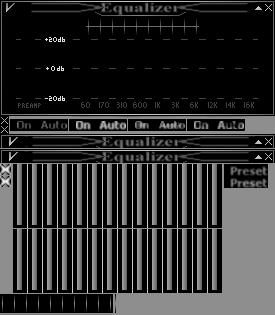 Equalizer
+20db
+0db
-20db
PREAMP 60 170 310 600 1K 3K 6K 12K 14K 16K
On Auto On Auto On Auto On Auto
Equalizer
Equalizer
Preset
Preset